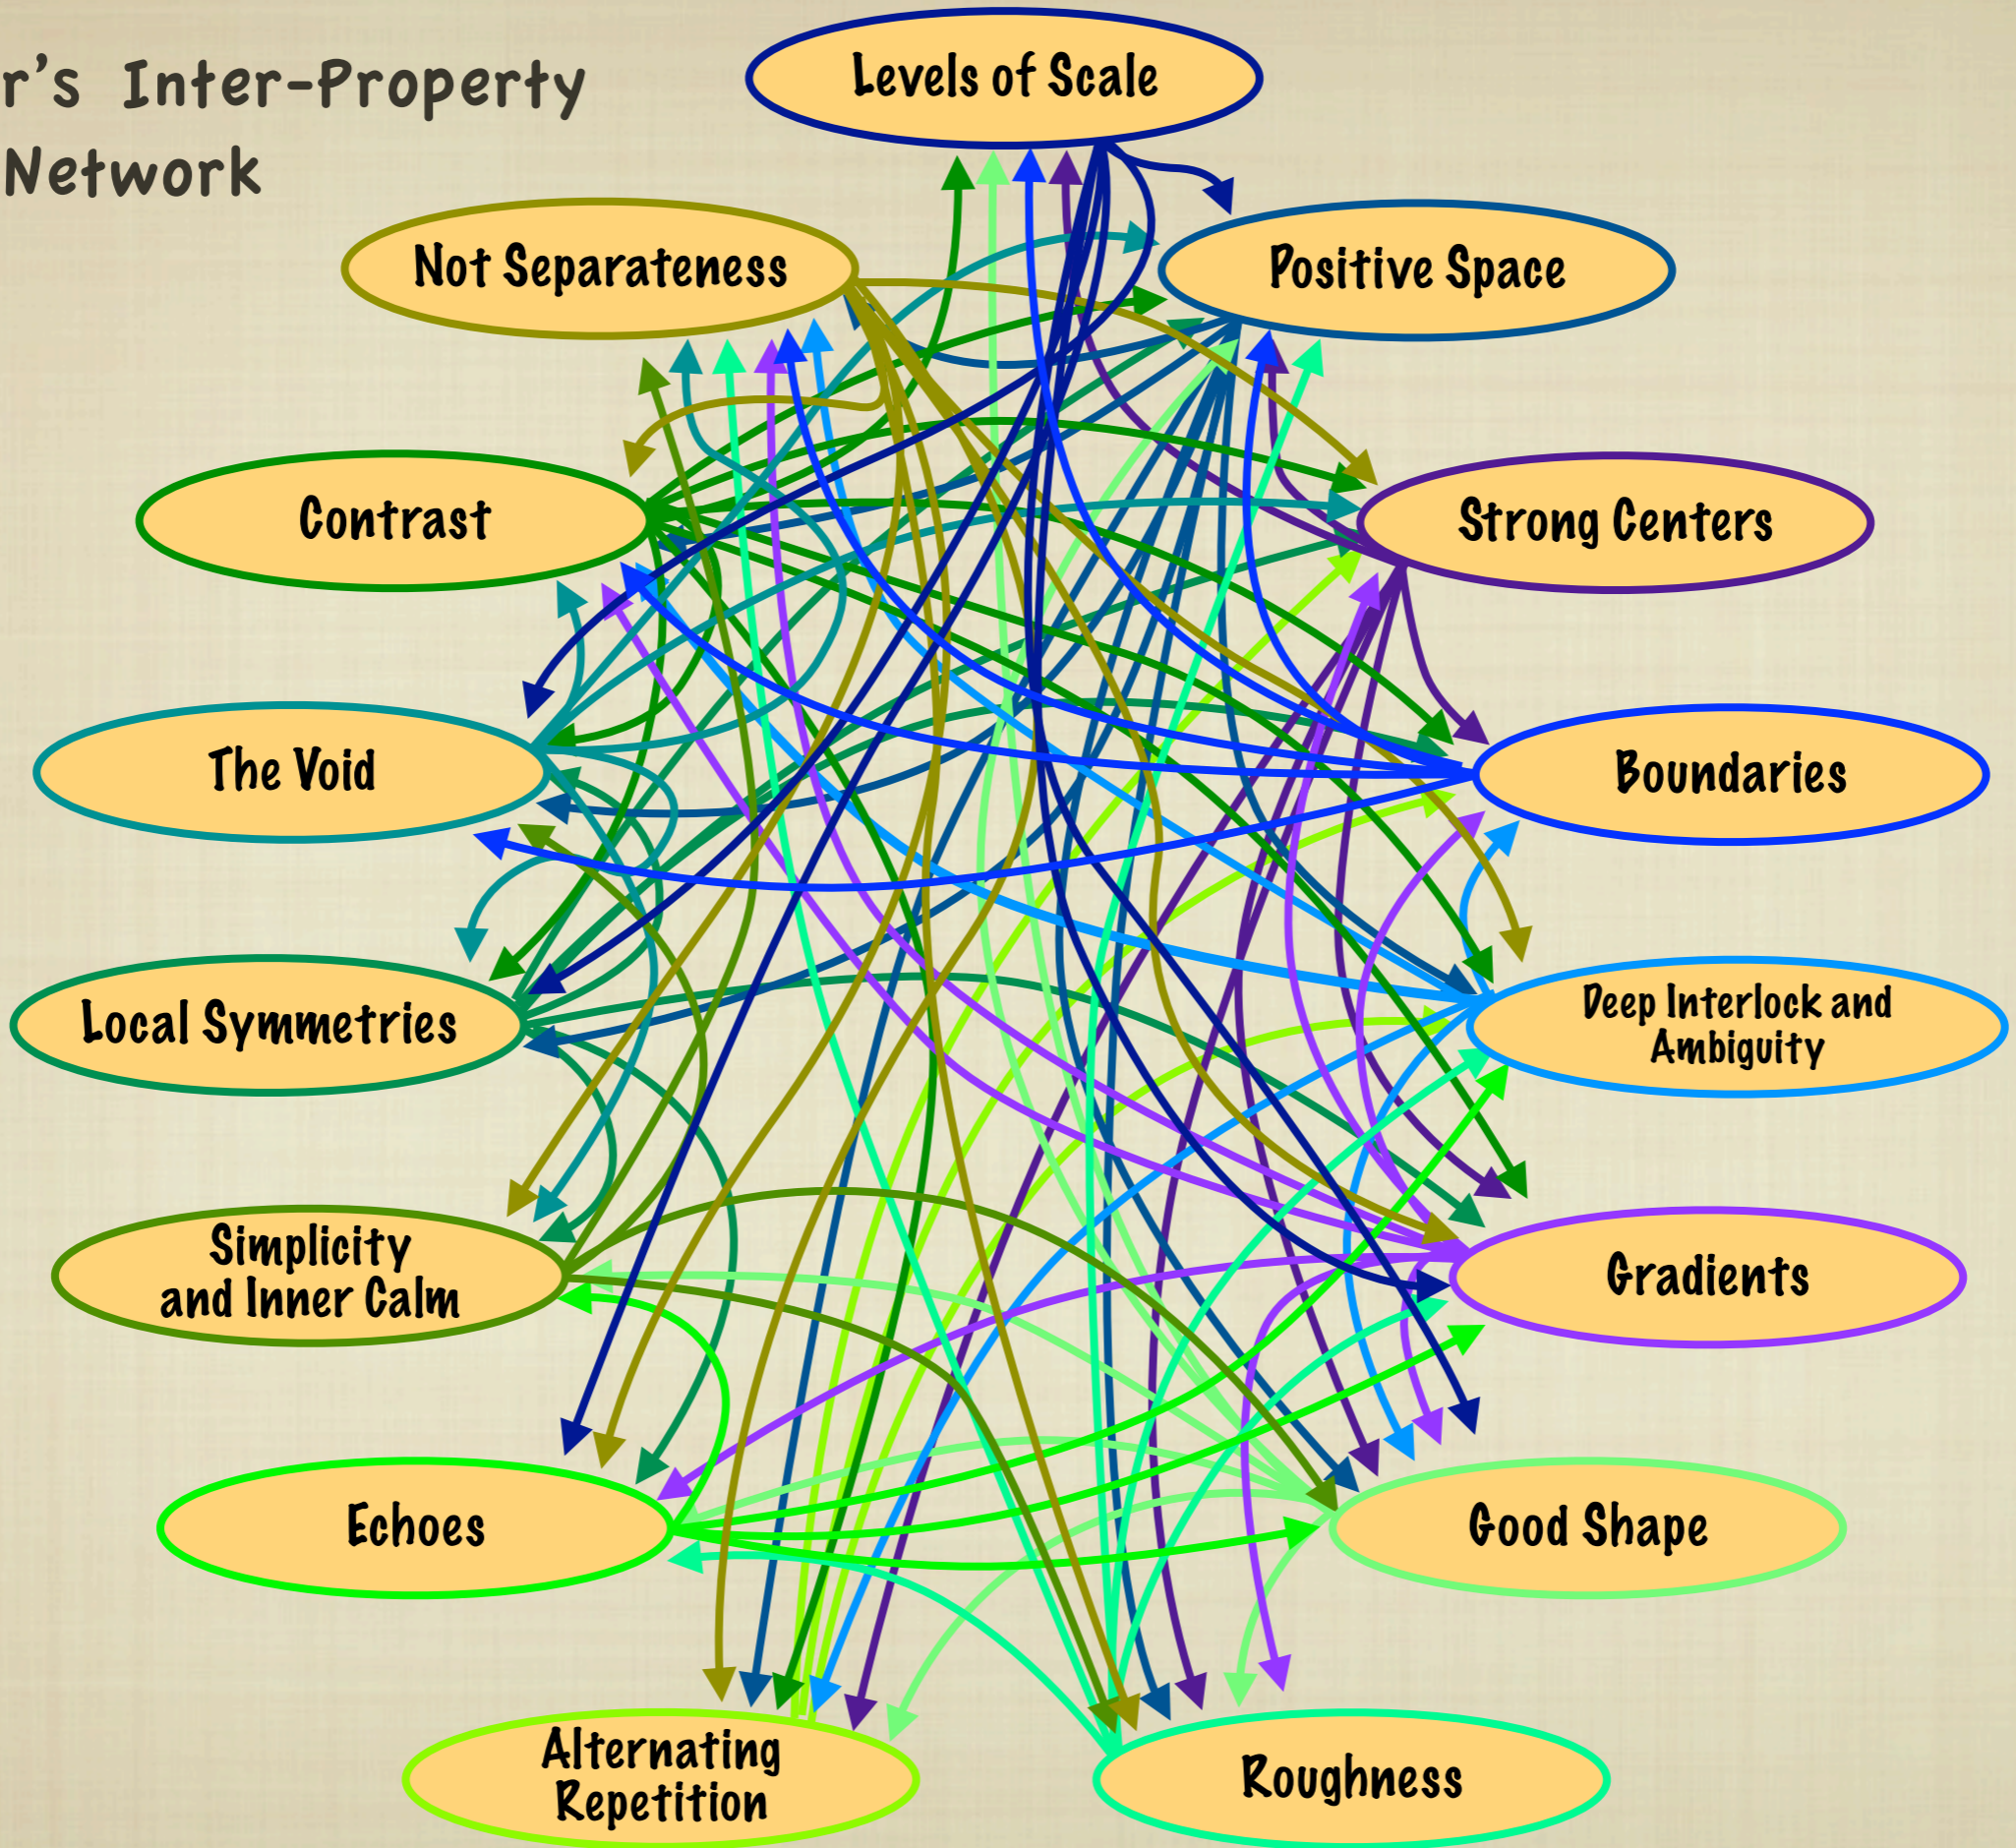 r's Inter-Property
Network
Levels of Scale
Not Separateness
Positive Space
Contrast
Strong Centers
The Void
Boundaries
Local Symmetries
Deep Interlock and
Ambiguity
Simplicity
and Inner Calm
Gradients
Echoes
Good Shape
Alternating
Repetition
Roughness